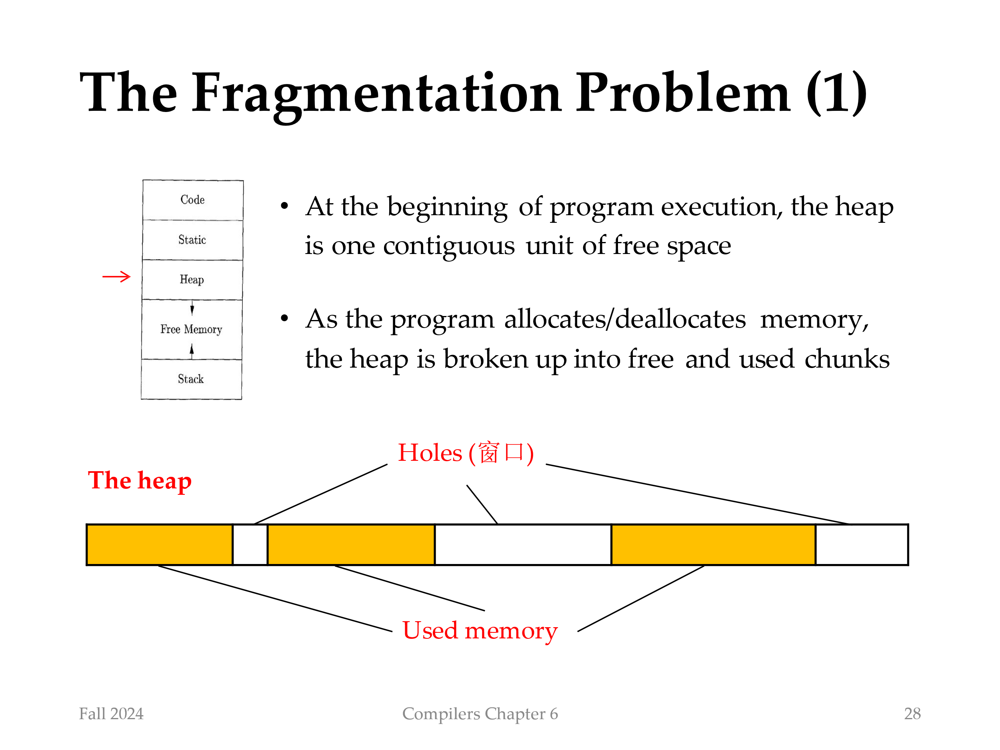 The Fragmentation Problem (1)
Code
Static
Heap
Free Memory
Stack
• At the beginning of program execution, the heap
is one contiguous unit of free space
• As the program allocates/deallocates memory,
the heap is broken up into free and used chunks
Holes (窗口)
The heap
Used memory
Fall 2024
Compilers Chapter 6
28